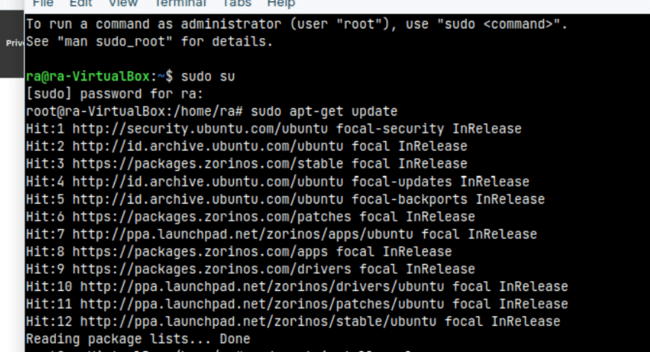 File Edit View Terminal Tabs Help
To run a command as administrator (user "root"), use "sudo <command>".
See "man sudo_root" for details.
Priv
ra@ra-VirtualBox:~$ sudo su
[sudo] password for ra:
root@ra-VirtualBox:/home/ra# sudo apt-get update
Hit:1 http://security.ubuntu.com/ubuntu focal-security InRelease
Hit:2 http://id.archive.ubuntu.com/ubuntu focal InRelease
Hit:3 https://packages.zorinos.com/stable focal InRelease
Hit:4 http://id.archive.ubuntu.com/ubuntu focal-updates InRelease
Hit:5 http://id.archive.ubuntu.com/ubuntu focal-backports InRelease
Hit:6 https://packages.zorinos.com/patches focal InRelease
Hit:7 http://ppa.launchpad.net/zorinos/apps/ubuntu focal InRelease
Hit:8 https://packages.zorinos.com/apps focal InRelease
Hit:9 https://packages.zorinos.com/drivers focal InRelease
Hit:10 http://ppa.launchpad.net/zorinos/drivers/ubuntu focal InRelease
Hit:11 http://ppa.launchpad.net/zorinos/patches/ubuntu focal InRelease
Hit:12 http://ppa.launchpad.net/zorinos/stable/ubuntu focal InRelease
Reading package lists... Done